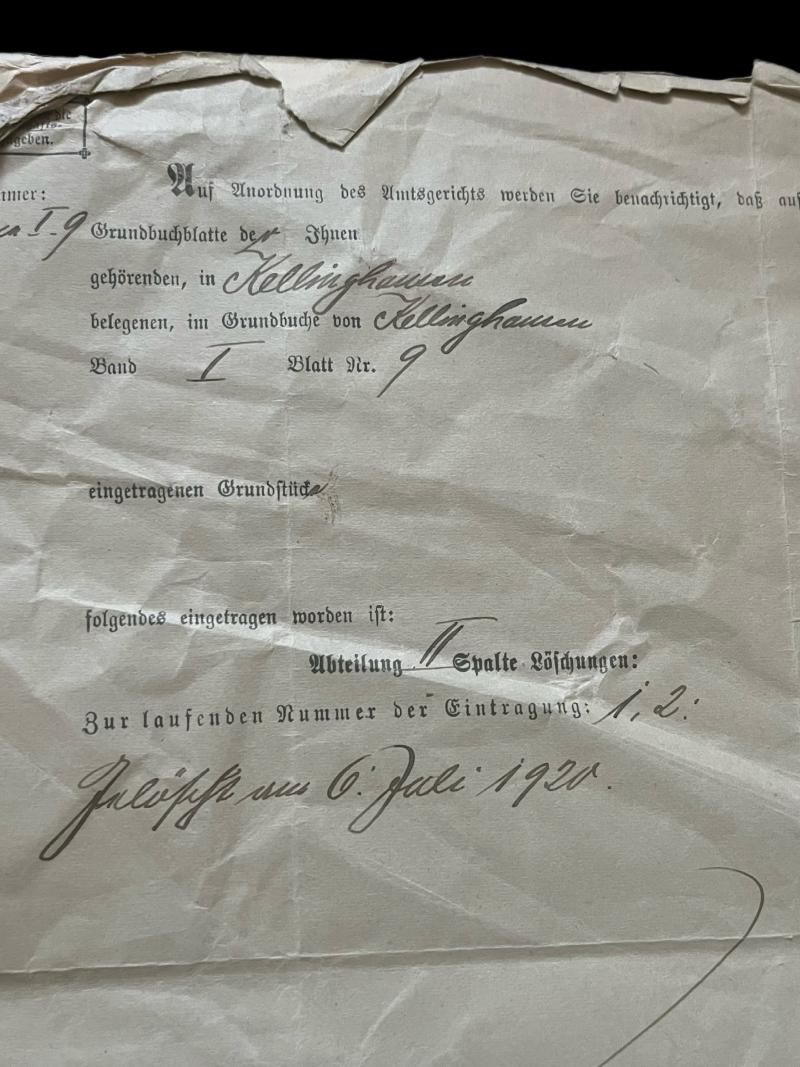 geben.
Auf Anordnung des Amtsgerichts werden Sie benachrichtigt, daß auf
I-9 Grundbuchblatte der Ihnen
gehörenden, in Kellinghausen
belegenen, im Grundbuche von Kellinghausen
Band I Blatt Nr. 9
eingetragenen Grundstücke
folgendes eingetragen worden ist:
Abteilung II Spalte Löschungen:
Zur laufenden Nummer der Eintragung: 1, 2.
Gelöscht am 6. Juli 1920.